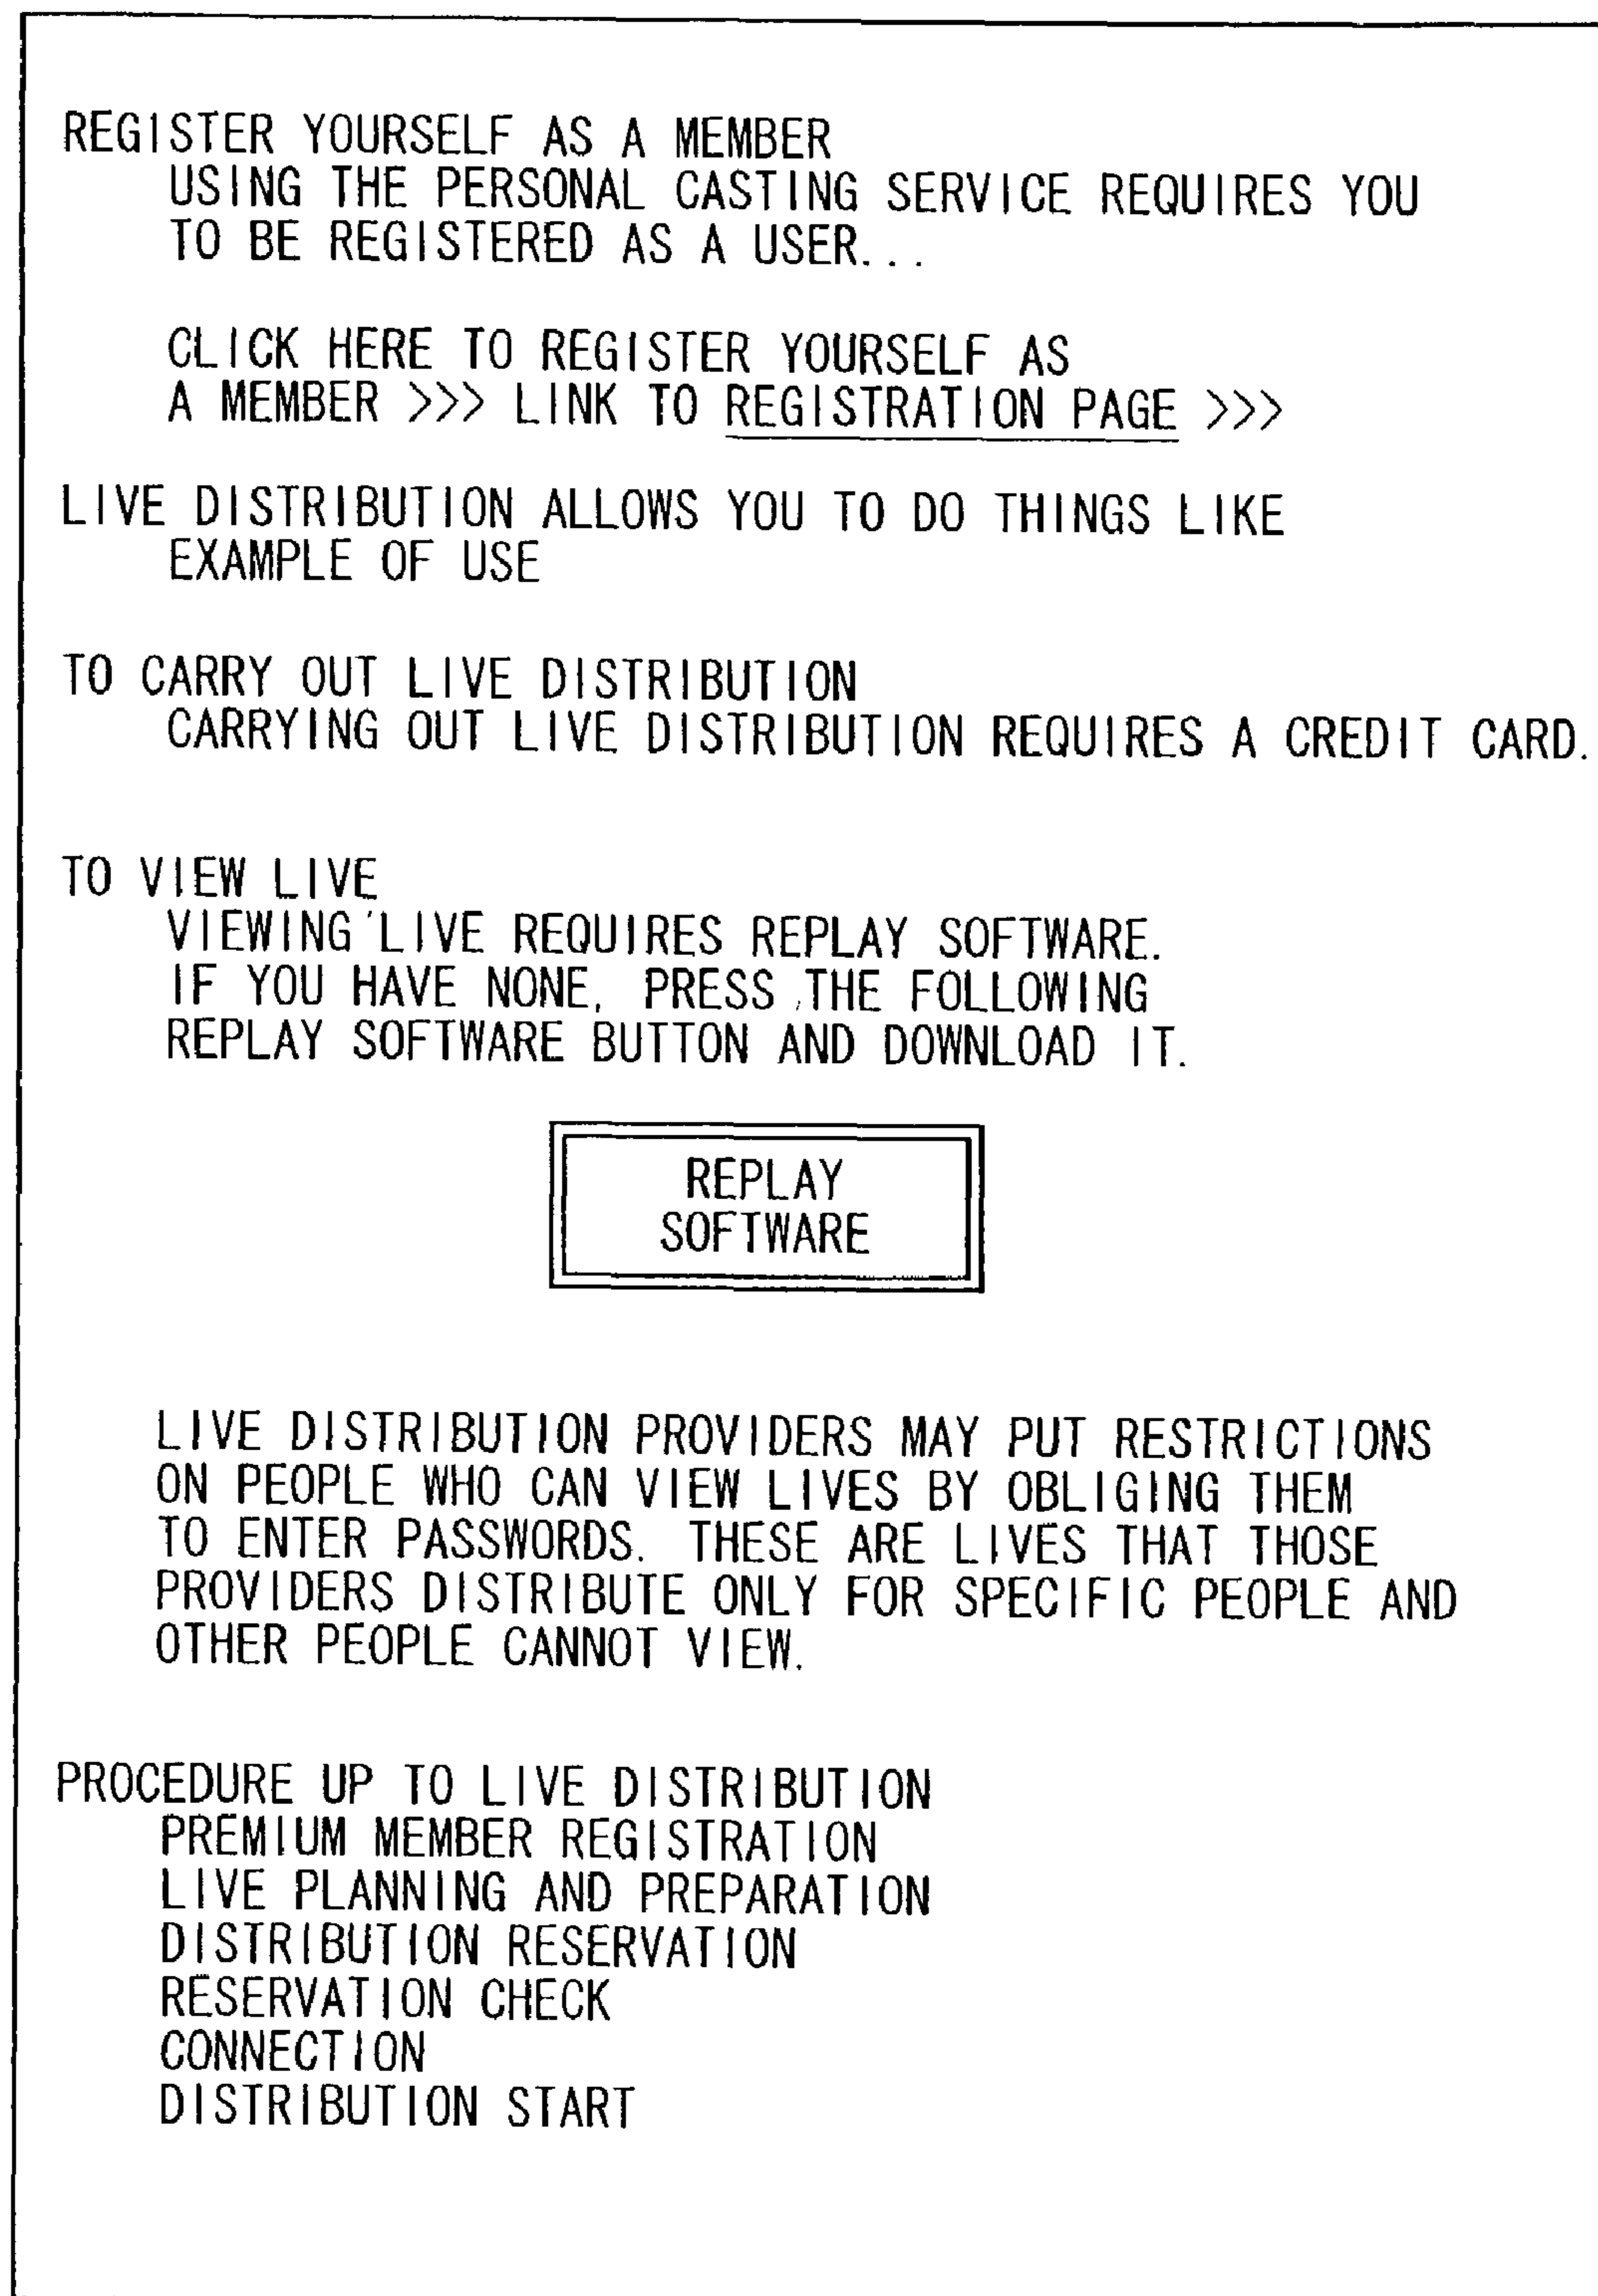 REGISTER YOURSELF AS A MEMBER
USING THE PERSONAL CASTING SERVICE REQUIRES YOU
TO BE REGISTERED AS A USER...
CLICK HERE TO REGISTER YOURSELF AS
A MEMBER >>> LINK TO REGISTRATION PAGE >>>
LIVE DISTRIBUTION ALLOWS YOU TO DO THINGS LIKE
EXAMPLE OF USE
TO CARRY OUT LIVE DISTRIBUTION
CARRYING OUT LIVE DISTRIBUTION REQUIRES A CREDIT CARD.
TO VIEW LIVE
VIEWING LIVE REQUIRES REPLAY SOFTWARE.
IF YOU HAVE NONE, PRESS THE FOLLOWING
REPLAY SOFTWARE BUTTON AND DOWNLOAD IT.
REPLAY
SOFTWARE
LIVE DISTRIBUTION PROVIDERS MAY PUT RESTRICTIONS
ON PEOPLE WHO CAN VIEW LIVES BY OBLIGING THEM
TO ENTER PASSWORDS. THESE ARE LIVES THAT THOSE
PROVIDERS DISTRIBUTE ONLY FOR SPECIFIC PEOPLE AND
OTHER PEOPLE CANNOT VIEW.
PROCEDURE UP TO LIVE DISTRIBUTION
PREMIUM MEMBER REGISTRATION
LIVE PLANNING AND PREPARATION
DISTRIBUTION RESERVATION
RESERVATION CHECK
CONNECTION
DISTRIBUTION START